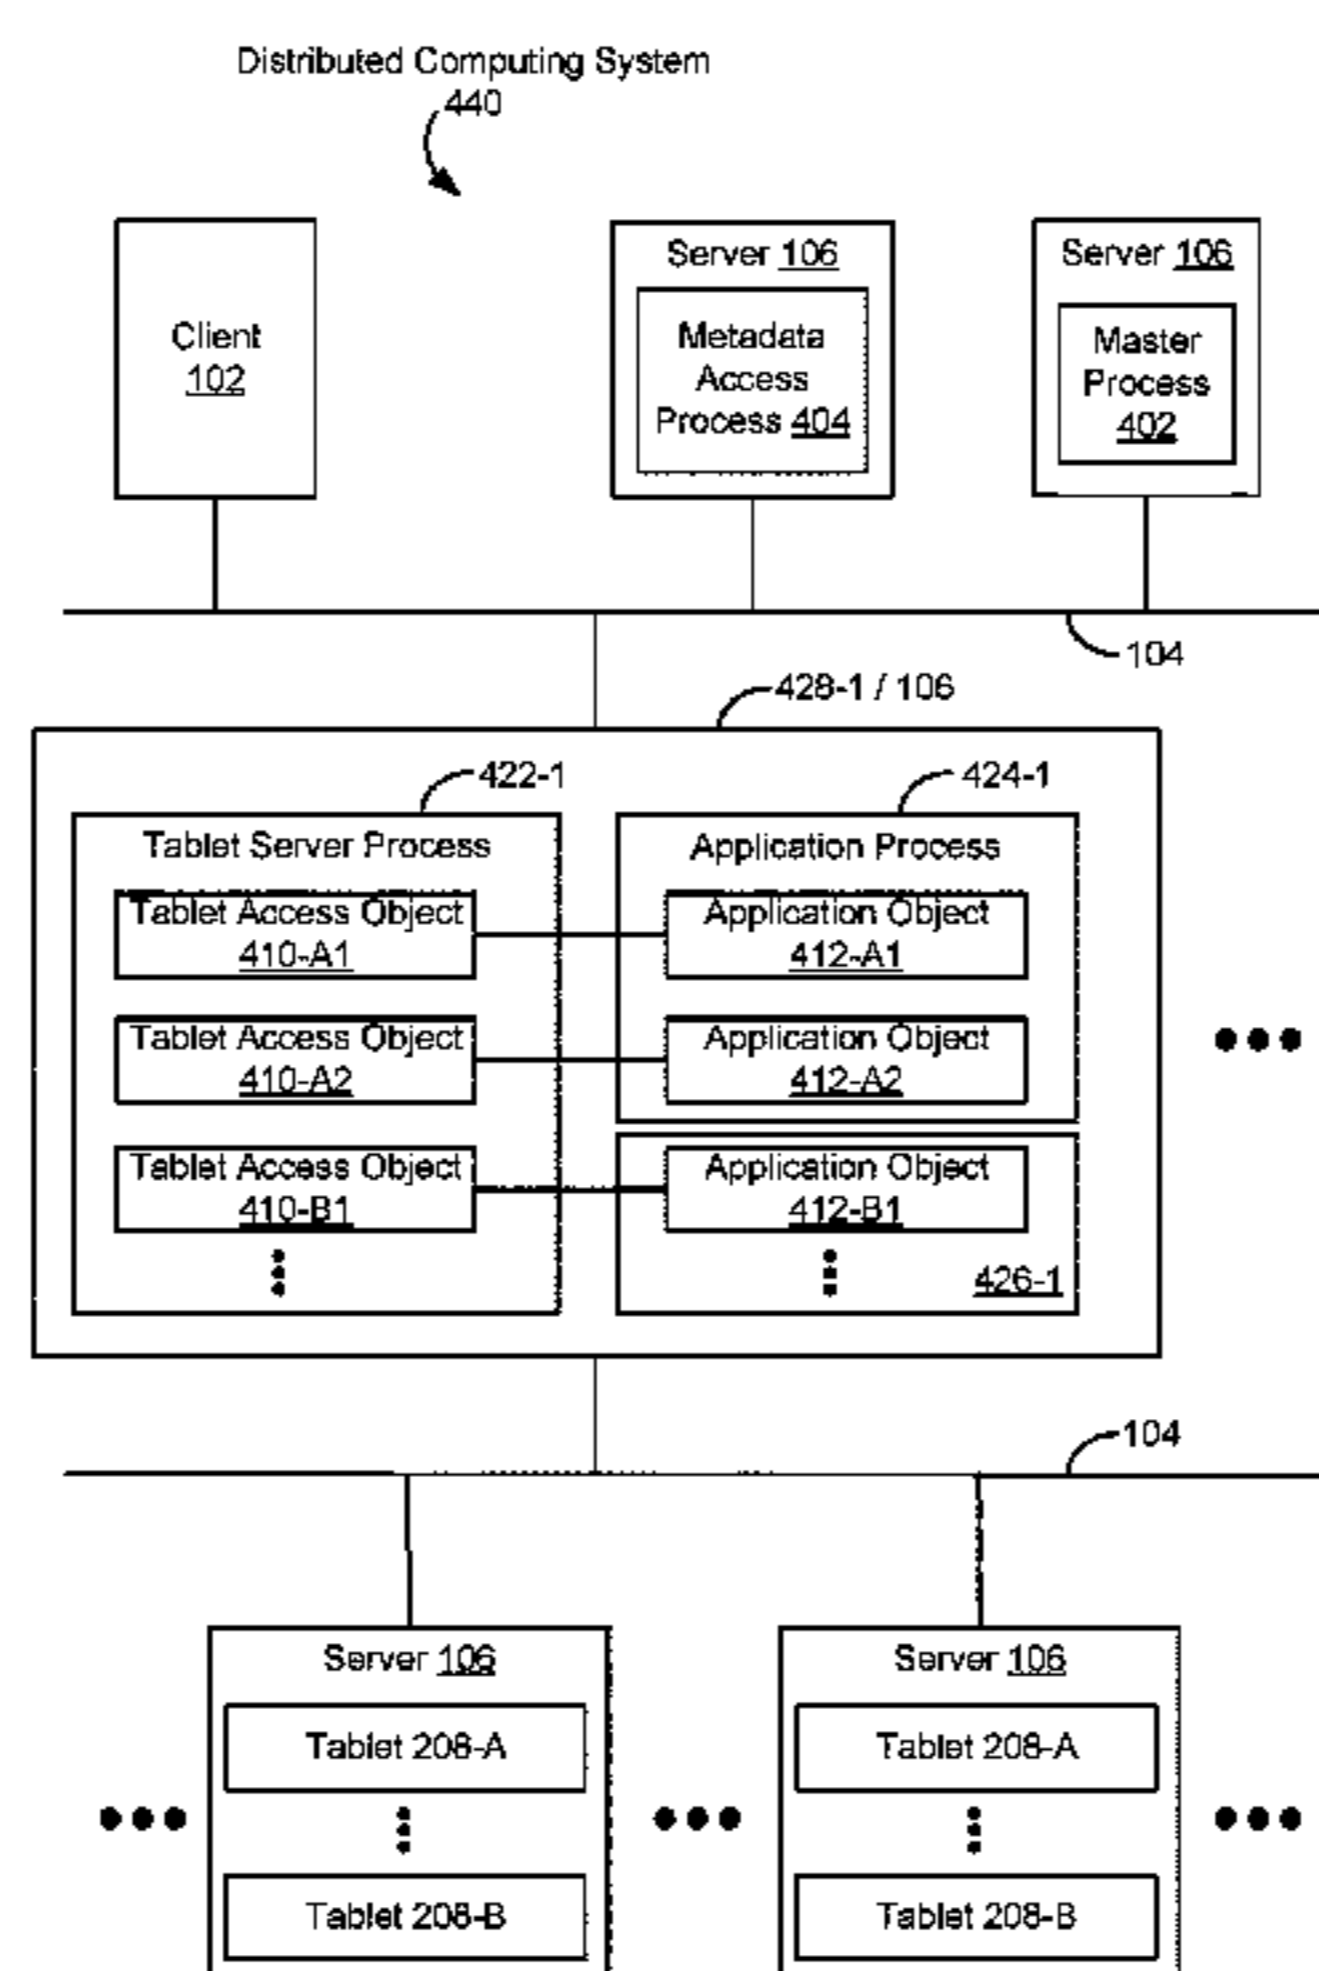 Distributed Computing System
440
Client
102
Server 106
Metadata
Access
Process 404
Server 106
Master
Process
402
104
428-1 / 106
422-1
424-1
Tablet Server Process
Application Process
Tablet Access Object
410-A1
Application Object
412-A1
Tablet Access Object
410-A2
Application Object
412-A2
Tablet Access Object
410-B1
Application Object
412-B1
426-1
104
Server 106
Server 106
Tablet 208-A
Tablet 208-A
Tablet 208-B
Tablet 208-B